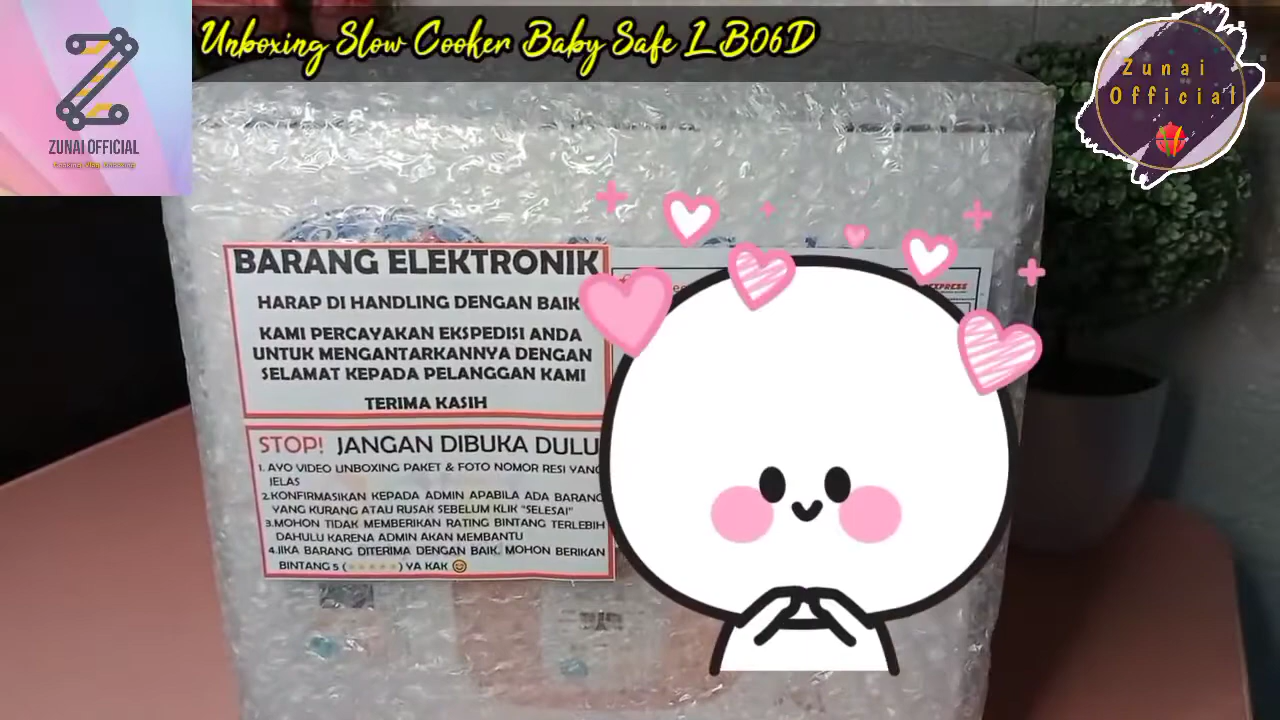 Unboxing Slow Cooker Baby Safe LB06D
ZUNAI OFFICIAL
Zunai
Official
BARANG ELEKTRONIK
HARAP DI HANDLING DENGAN BAIK
KAMI PERCAYAKAN EKSPEDISI ANDA
UNTUK MENGANTARKANNYA DENGAN
SELAMAT KEPADA PELANGGAN KAMI
TERIMA KASIH
STOP! JANGAN DIBUKA DULU
1. AYO VIDEO UNBOXING PAKET & FOTO NOMOR RESI YANG
JELAS
2.KONFIRMASIKAN KEPADA ADMIN APABILA ADA BARANG
YANG KURANG ATAU RUSAK SEBELUM KLIK "SELESAI"
3.MOHON TIDAK MEMBERIKAN RATING BINTANG TERLEBIH
DAHULU KARENA ADMIN AKAN MEMBANTU
4.JIKA BARANG DITERIMA DENGAN BAIK, MOHON BERIKAN
BINTANG 5 (⭐⭐⭐⭐⭐) YA KAK 😊
EXPRESS